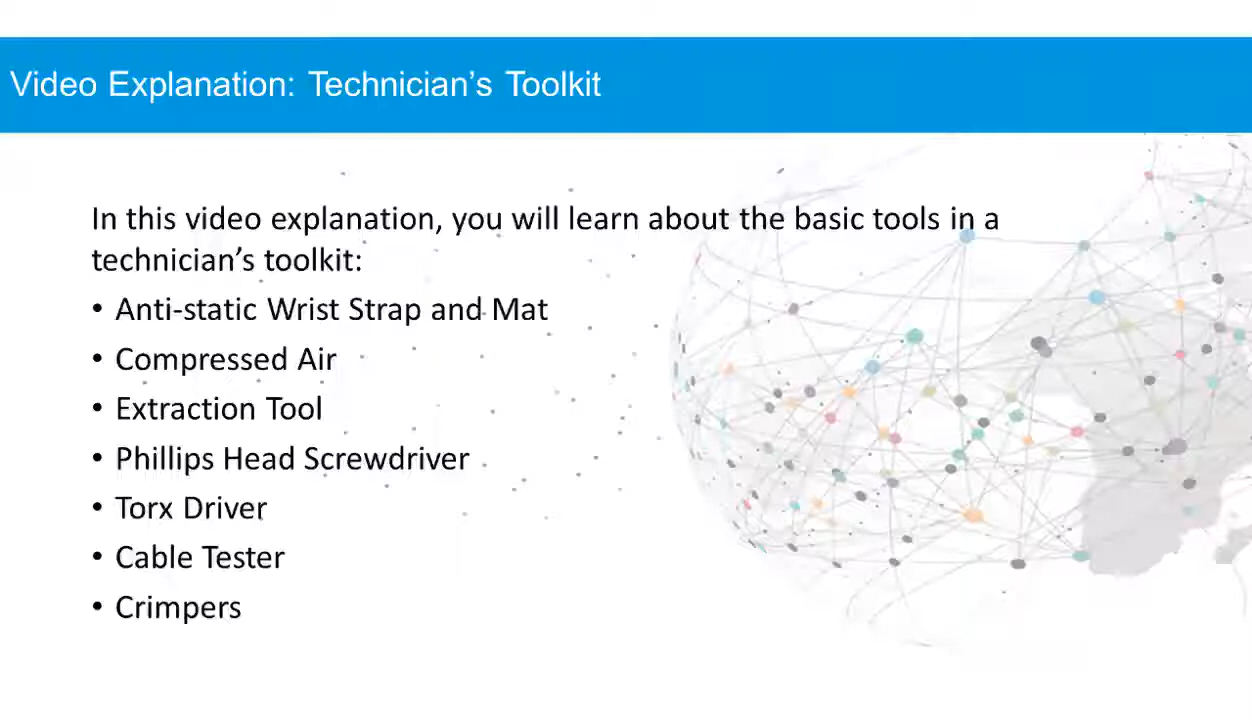 Video Explanation: Technician’s Toolkit
In this video explanation, you will learn about the basic tools in a
technician’s toolkit:
• Anti-static Wrist Strap and Mat
• Compressed Air
• Extraction Tool
• Phillips Head Screwdriver
• Torx Driver
• Cable Tester
• Crimpers